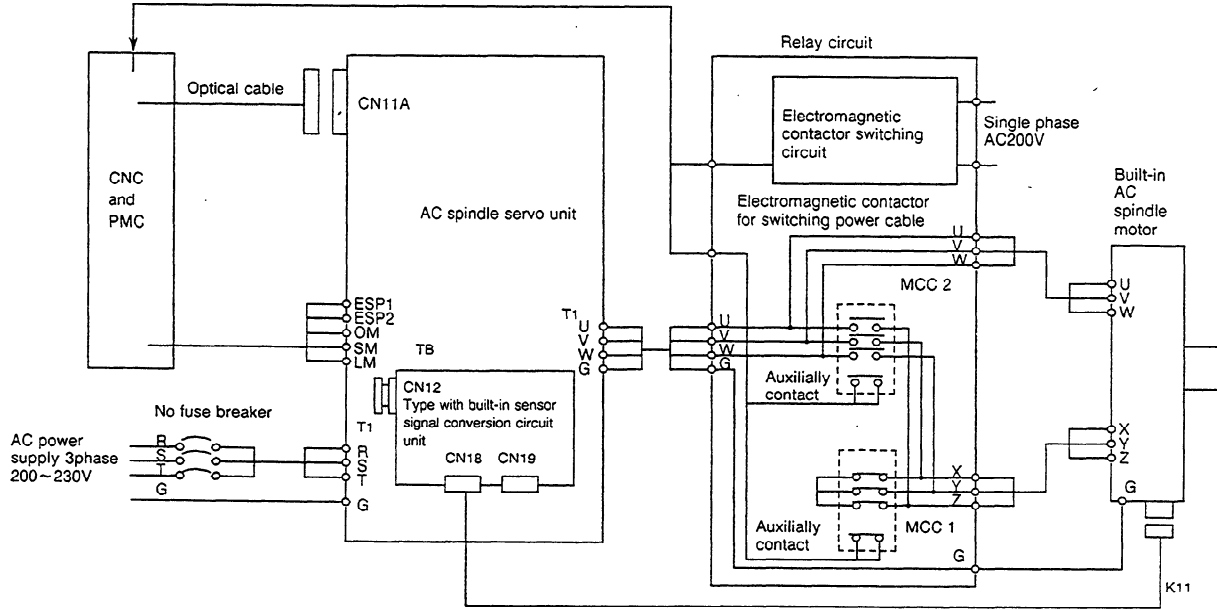 Relay circuit
Optical cable
CN11A
Electromagnetic
contactor switching
circuit
Single phase
AC200V
CNC
and
PMC
AC spindle servo unit
Built-in
AC
spindle
motor
Electromagnetic contactor
for switching power cable
U
V
W
MCC 2
U
V
W
ESP1
ESP2
OM
SM
LM
T1
U
V
W
G
U
V
W
G
TB
Auxilially
contact
CN12
Type with built-in sensor
signal conversion circuit
unit
No fuse breaker
T1
AC power
supply 3phase
200~230V
R
S
T
G
R
S
T
G
CN18
CN19
X
Y
Z
X
Y
Z
G
MCC 1
Auxilially
contact
G
K11